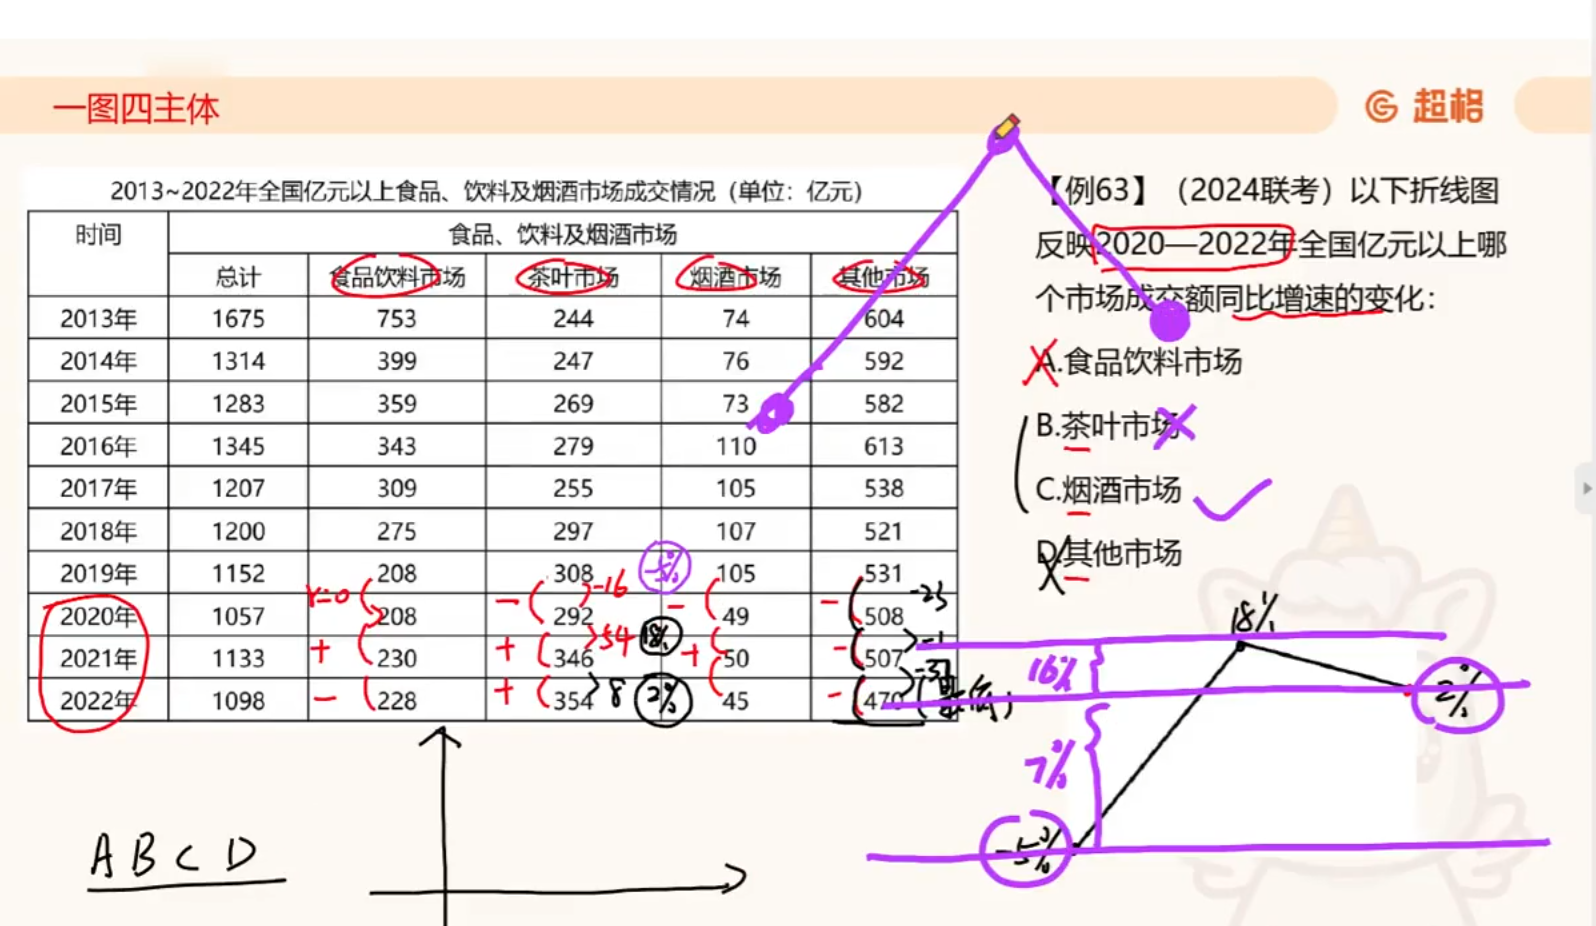 一图四主体
超格
2013~2022年全国亿元以上食品、饮料及烟酒市场成交情况（单位：亿元）
时间 食品、饮料及烟酒市场
总计 食品饮料市场 茶叶市场 烟酒市场 其他市场
2013年 1675 753 244 74 604
2014年 1314 399 247 76 592
2015年 1283 359 269 73 582
2016年 1345 343 279 110 613
2017年 1207 309 255 105 538
2018年 1200 275 297 107 521
2019年 1152 208 308 105 531
2020年 1057 208 292 49 508
2021年 1133 230 346 50 507
2022年 1098 228 354 45 470
r=0 - -16 -5% - - -23
+ + 54 18% + - -1
- + 8 2% -
【例63】（2024联考）以下折线图
反映2020—2022年全国亿元以上哪
个市场成交额同比增速的变化：
A.食品饮料市场
B.茶叶市场
C.烟酒市场
D.其他市场
18%
16%
2%
7%
-5%
A B C D